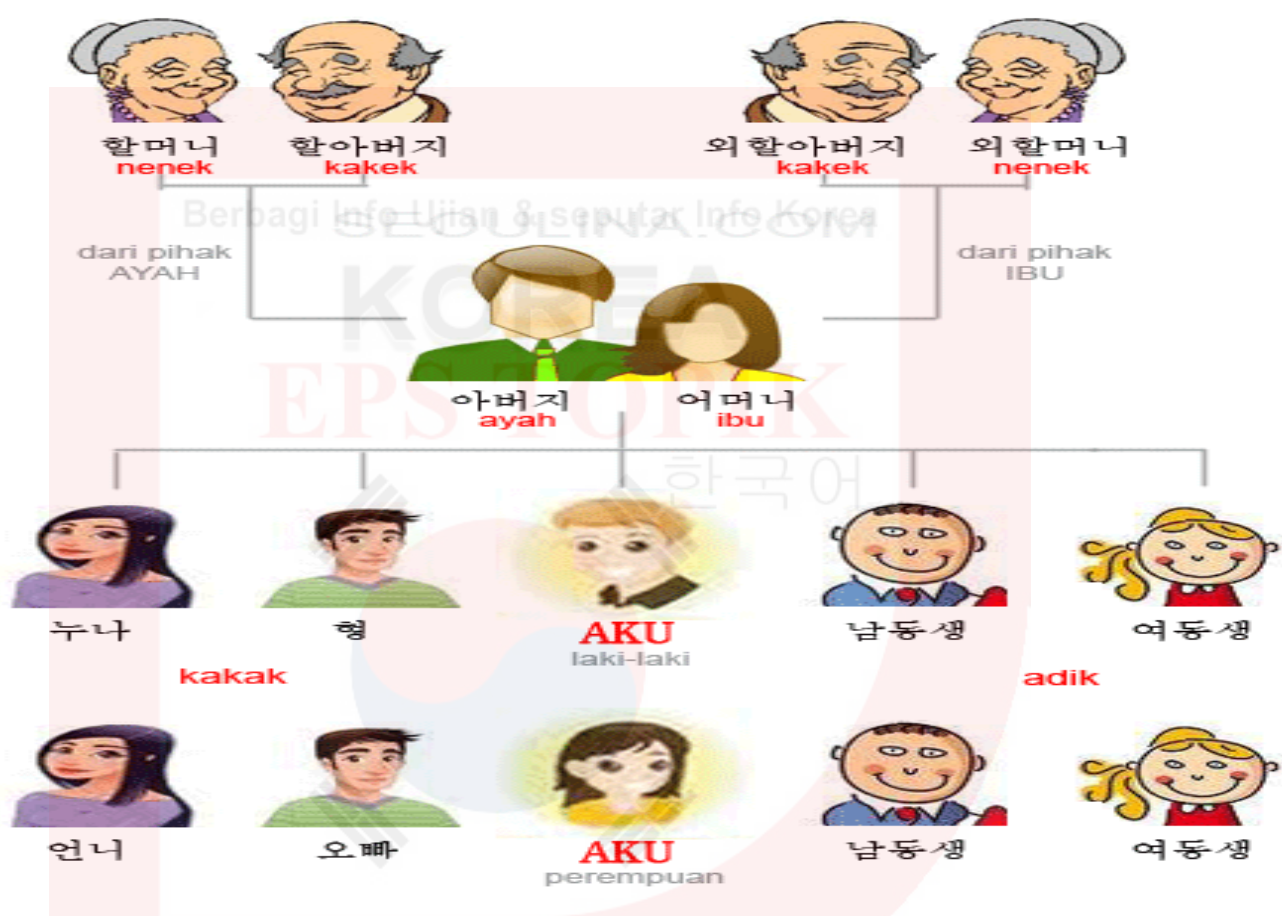 할머니 할아버지 외할아버지 외할머니
nenek kakek kakek nenek
Berbagi Info Ujian & seputar Info Korea
SEOULINA.COM
dari pihak
AYAH
dari pihak
IBU
KOREA
EPS TOPIK
아버지 어머니
ayah ibu
한국어
누나 형 AKU 남동생 여동생
laki-laki
kakak adik
언니 오빠 AKU 남동생 여동생
perempuan